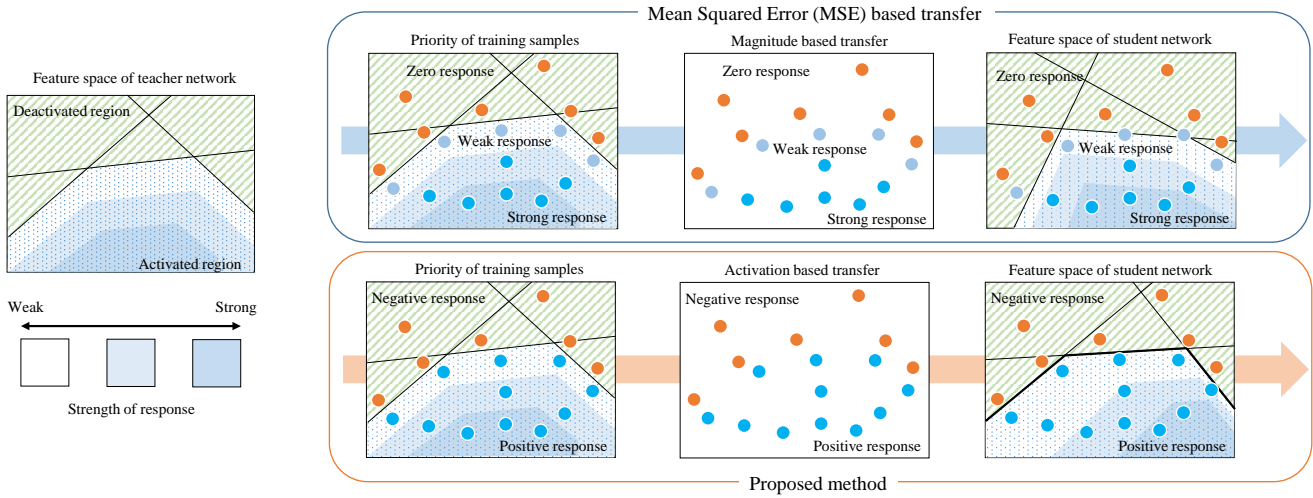 Mean Squared Error (MSE) based transfer
Feature space of teacher network
Deactivated region
Activated region
Weak
Strong
Strength of response
Priority of training samples
Zero response
Weak response
Strong response
Magnitude based transfer
Zero response
Weak response
Strong response
Feature space of student network
Zero response
Weak response
Strong response
Priority of training samples
Negative response
Positive response
Activation based transfer
Negative response
Positive response
Feature space of student network
Negative response
Positive response
Proposed method